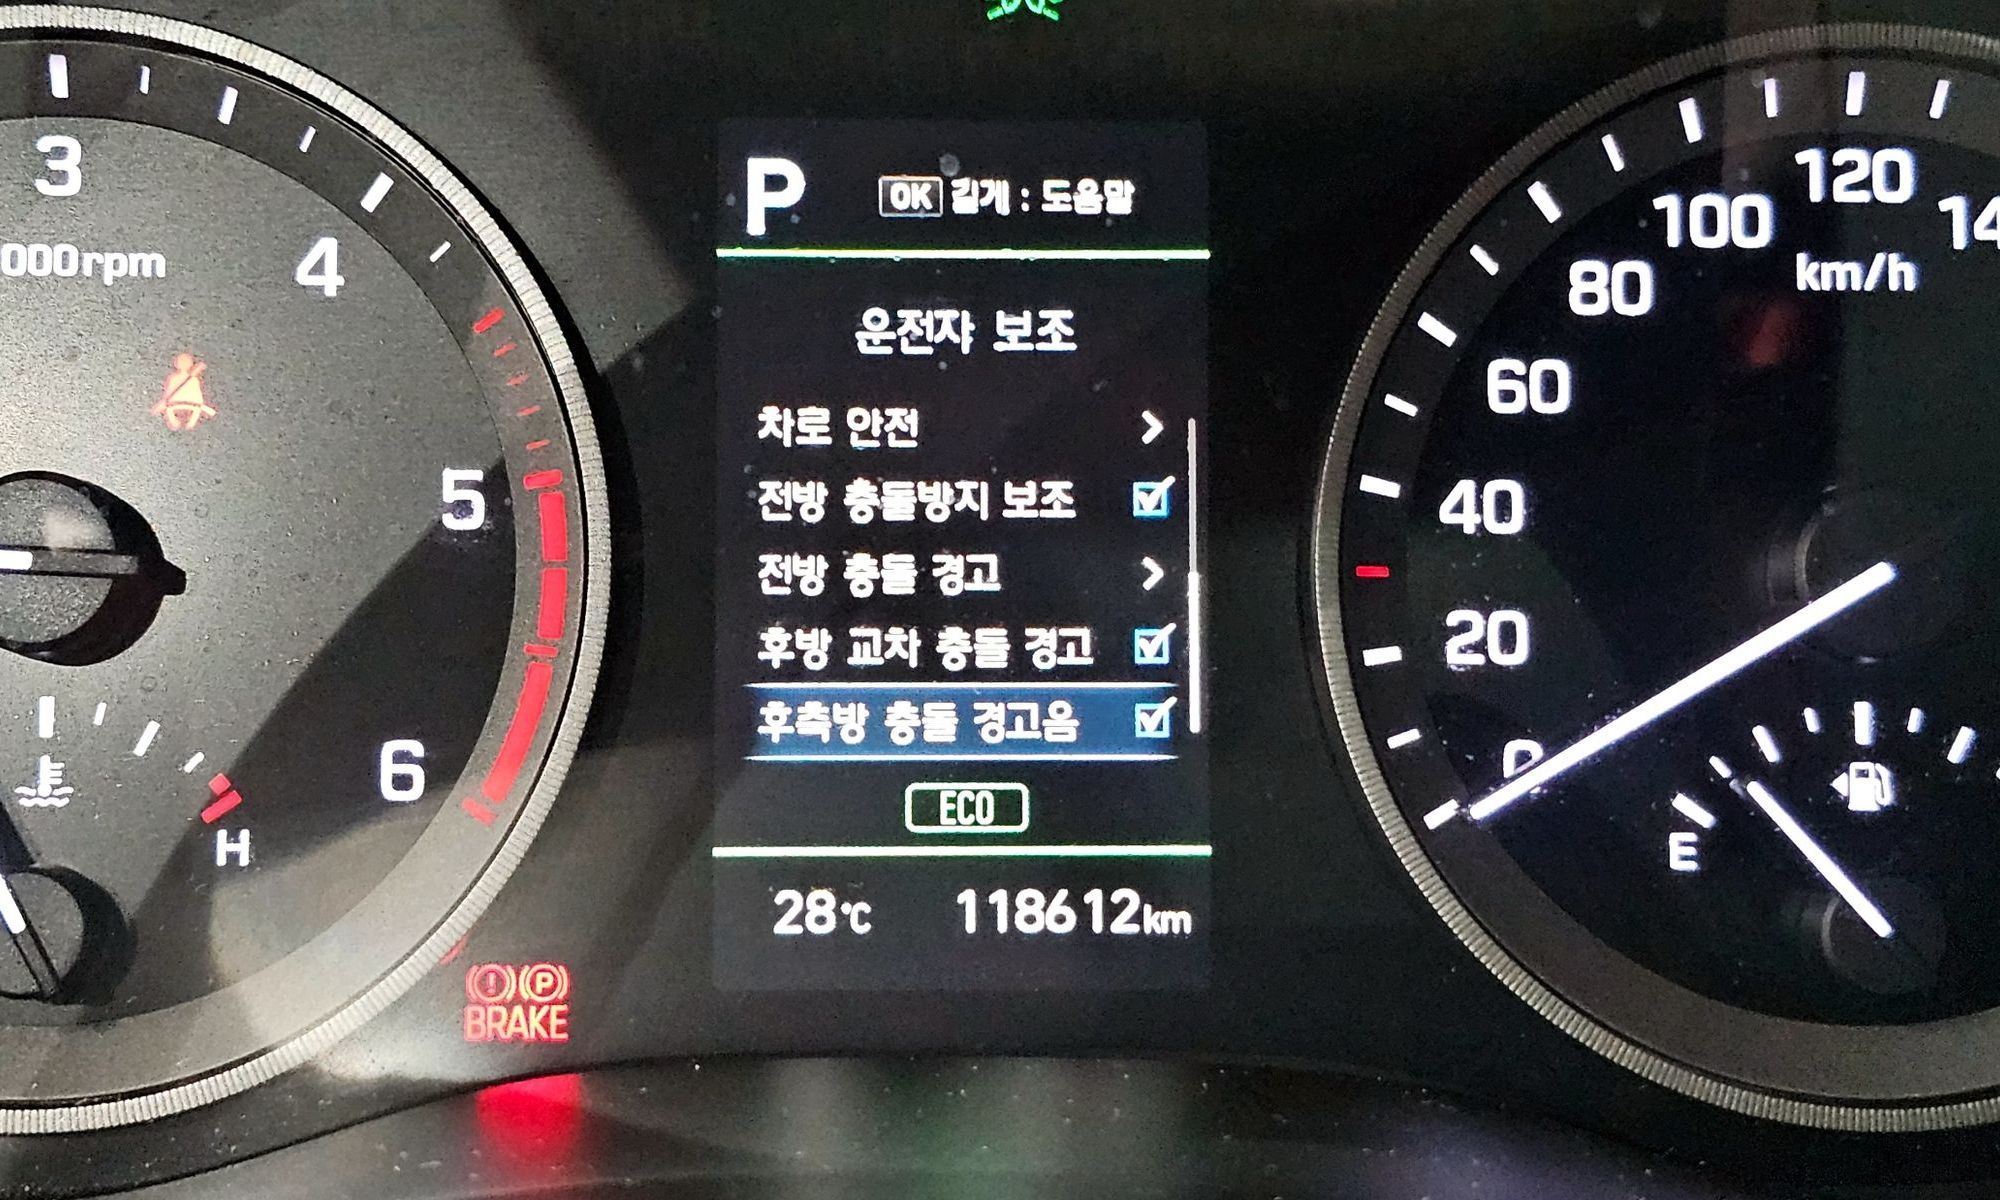 P
OK 길게 : 도움말
운전자 보조
차로 안전
전방 충돌방지 보조
전방 충돌 경고
후방 교차 충돌 경고
후측방 충돌 경고음
ECO
28°C 118612km
3
000rpm
4
5
6
H
BRAKE
20
40
60
80
100
120
14
km/h
E